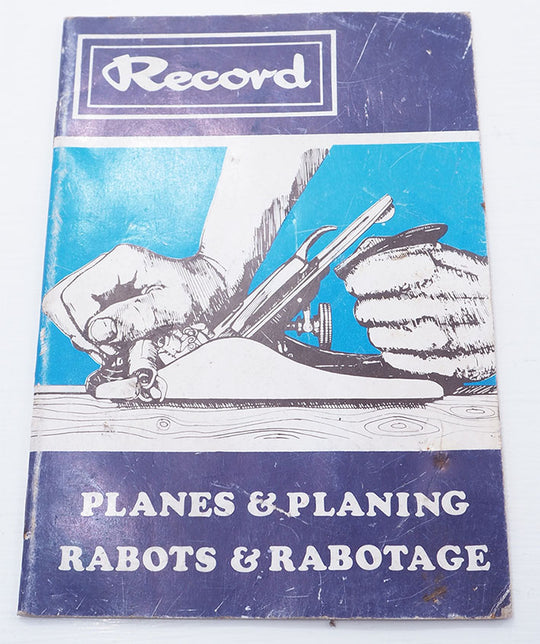 Record
PLANES & PLANING
RABOTS & RABOTAGE